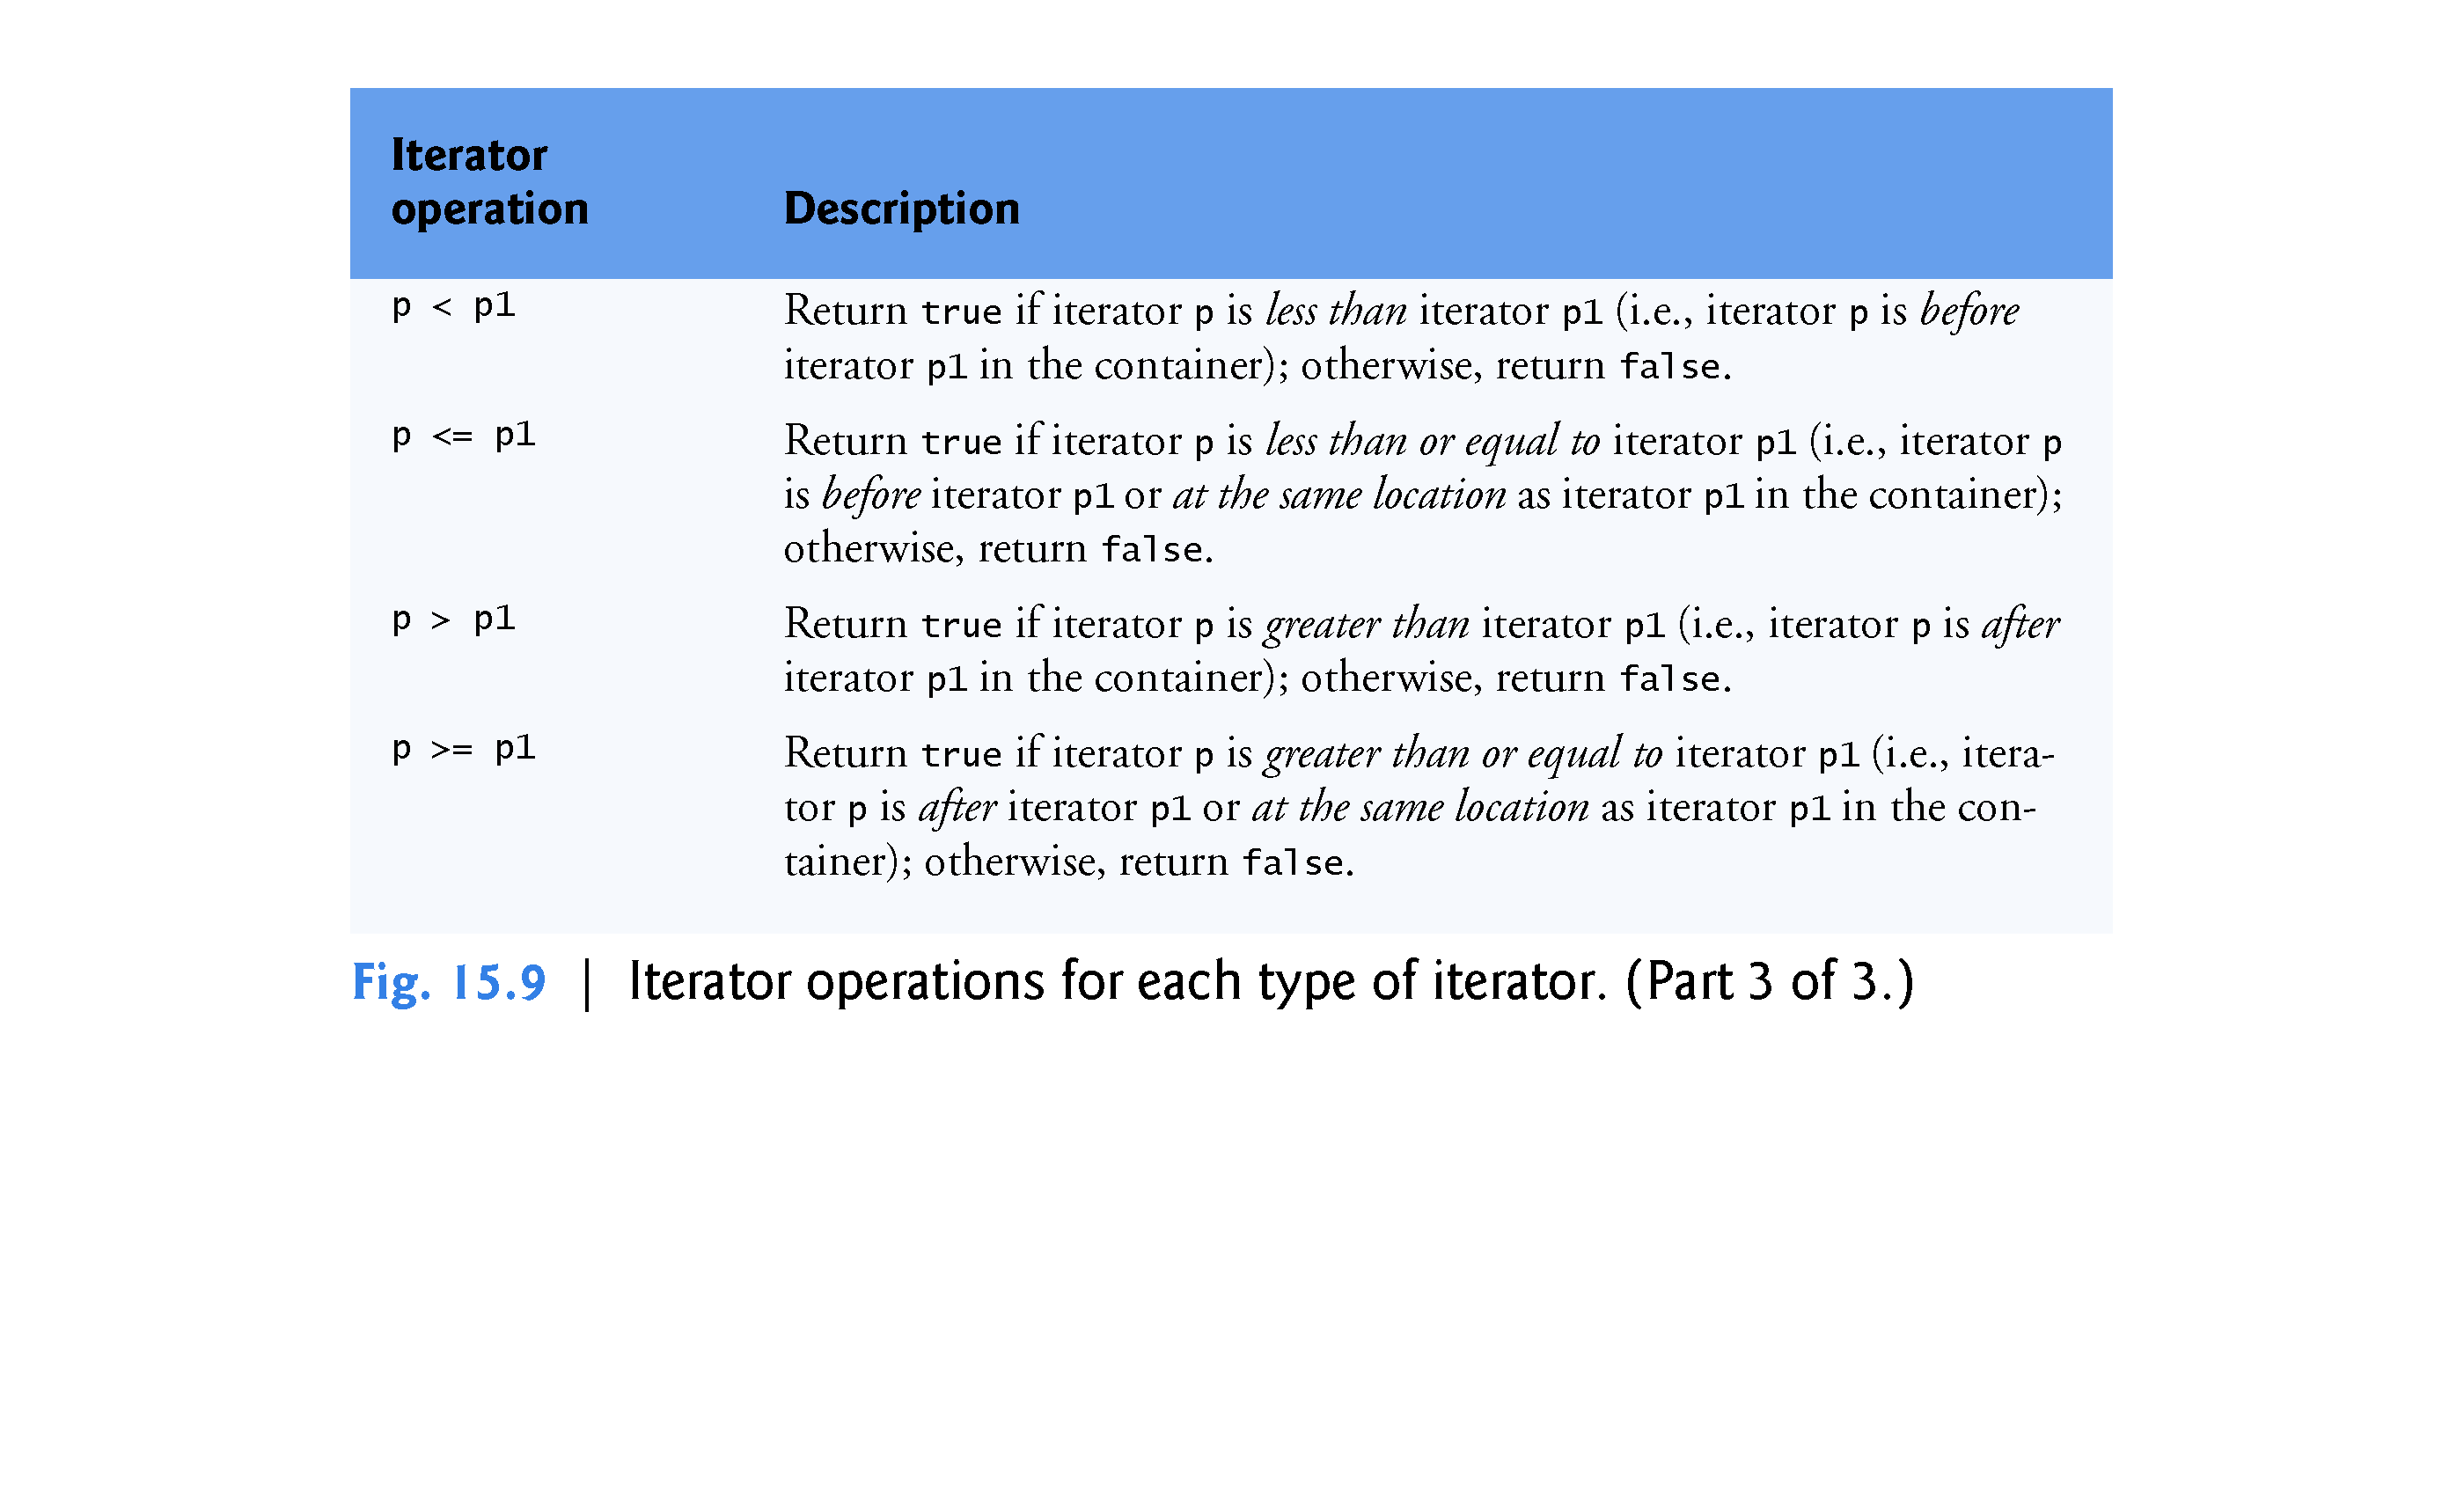 Iterator
operation Description
p < p1 Return true if iterator p is less than iterator p1 (i.e., iterator p is before
iterator p1 in the container); otherwise, return false.
p <= p1 Return true if iterator p is less than or equal to iterator p1 (i.e., iterator p
is before iterator p1 or at the same location as iterator p1 in the container);
otherwise, return false.
p > p1 Return true if iterator p is greater than iterator p1 (i.e., iterator p is after
iterator p1 in the container); otherwise, return false.
p >= p1 Return true if iterator p is greater than or equal to iterator p1 (i.e., itera-
tor p is after iterator p1 or at the same location as iterator p1 in the con-
tainer); otherwise, return false.
Fig. 15.9 | Iterator operations for each type of iterator. (Part 3 of 3.)